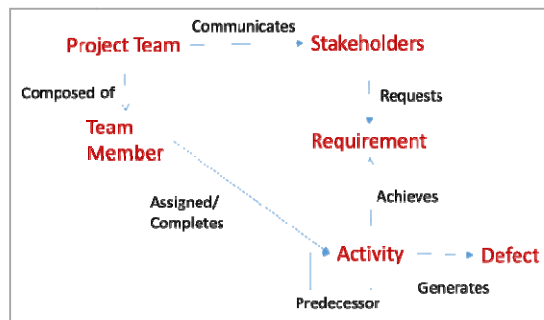 Communicates
Project Team
Stakeholders
Composed of
Requests
Team
Member
Requirement
Assigned/
Completes
Achieves
Activity
Defect
Generates
Predecessor